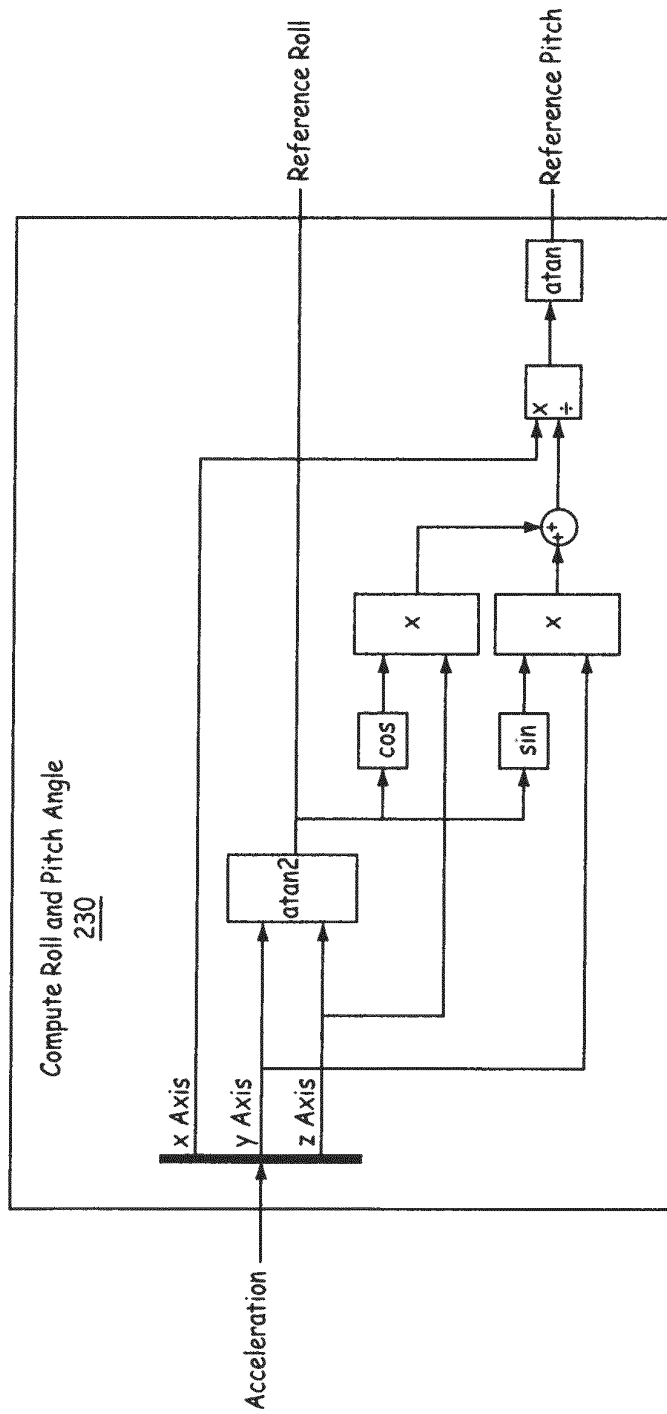 Compute Roll and Pitch Angle
230
Acceleration
x Axis
y Axis
z Axis
atan2
Reference Roll
cos
sin
x
x
++
x
÷
atan
Reference Pitch